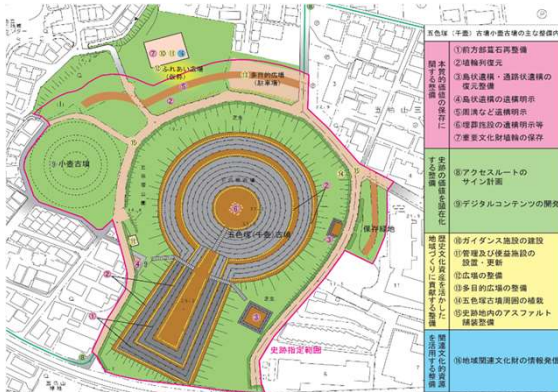 五色塚(千壺)古墳小壺古墳の主な整備内
本質的価値の保存に
関する整備
①前方部葺石再整備
②埴輪列復元
③島状遺構・通路状遺構の
復元整備
④島状遺構の遺構明示
⑤周濠など遺構明示
⑥埋葬施設の遺構明示等
⑦重要文化財埴輪の保存
史跡の価値を顕在化
する整備
⑧アクセスルートの
サイン計画
⑨デジタルコンテンツの開発
歴史文化資産を活かした
地域づくりに貢献する整備
⑩ガイダンス施設の建設
⑪管理及び便益施設の
設置・更新
⑫広場の整備
⑬多目的広場の整備
⑭五色塚古墳周囲の植栽
⑮史跡地内のアスファルト
舗装整備
関連文化的資源
を活用する整備
⑯地域関連文化財の情報発信
ふれあい広場
(駐車場)
小壺古墳
五色塚(千壺)古墳
保存緑地
史跡指定範囲